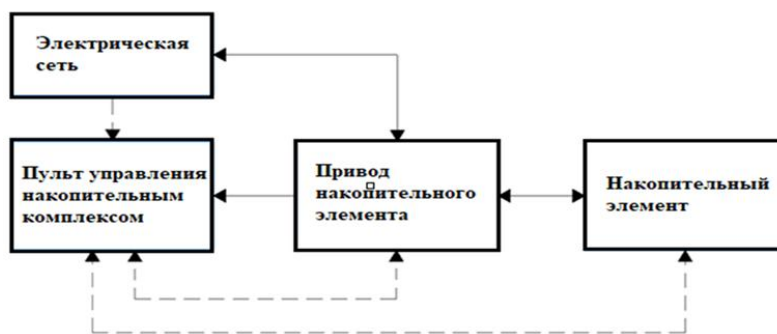 Электрическая
сеть
Пульт управления
накопительным
комплексом
Привод
накопительного
элемента
Накопительный
элемент